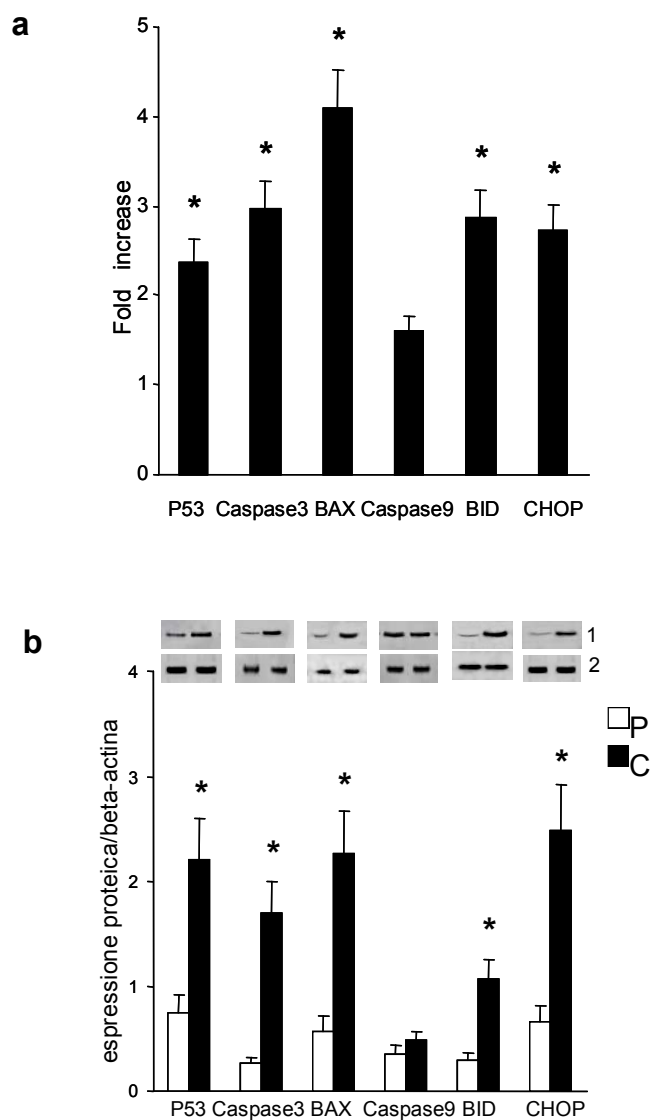 a
5
4
3
2
1
0
Fold increase
*
*
*
*
*
P53 Caspase3 BAX Caspase9 BID CHOP
b
1
2
4
3
2
1
0
espressione proteica/beta-actina
*
*
*
*
*
P
C
P53 Caspase3 BAX Caspase9 BID CHOP